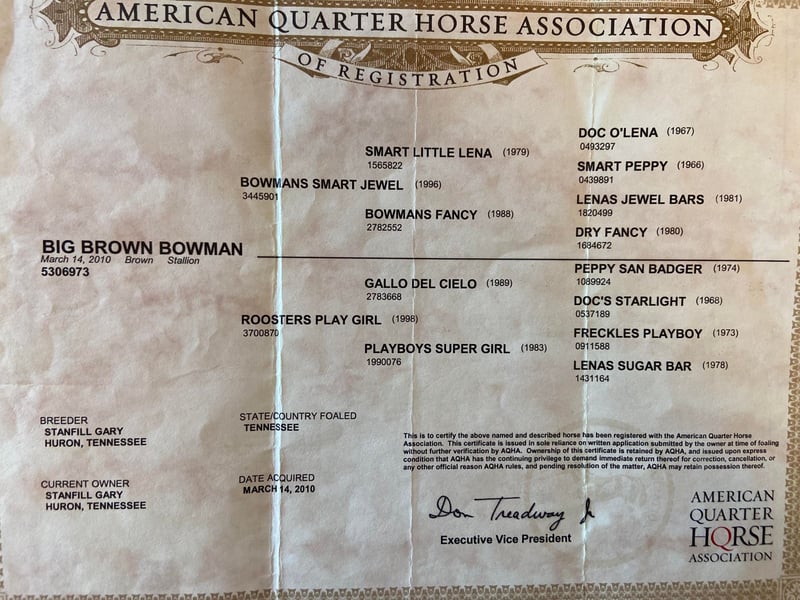 AMERICAN QUARTER HORSE ASSOCIATION
OF REGISTRATION
DOC O'LENA (1967)
0493297
SMART LITTLE LENA (1979)
1565822
SMART PEPPY (1966)
0439891
BOWMANS SMART JEWEL (1996)
3445901
LENAS JEWEL BARS (1981)
1820499
BOWMANS FANCY (1988)
2782552
DRY FANCY (1980)
1684672
BIG BROWN BOWMAN
March 14, 2010 Brown Stallion
5306973
PEPPY SAN BADGER (1974)
1089924
GALLO DEL CIELO (1989)
2783668
DOC'S STARLIGHT (1968)
0537189
ROOSTERS PLAY GIRL (1998)
3700870
FRECKLES PLAYBOY (1973)
0911588
PLAYBOYS SUPER GIRL (1983)
1990076
LENAS SUGAR BAR (1978)
1431164
BREEDER
STANFILL GARY
HURON, TENNESSEE
STATE/COUNTRY FOALED
TENNESSEE
CURRENT OWNER
STANFILL GARY
HURON, TENNESSEE
DATE ACQUIRED
MARCH 14, 2010
This is to certify the above named and described horse has been registered with the American Quarter Horse
Association. This certificate is issued in sole reliance on written application submitted by the owner at time of foaling
without further verification by AQHA. Ownership of this certificate is retained by AQHA, and issued upon express
condition that AQHA has the continuing privilege to demand immediate return thereof for correction, cancellation, or
any other official reason AQHA rules, and pending resolution of the matter, AQHA may retain possession thereof.
Don Treadway Jr
Executive Vice President
AMERICAN
QUARTER
HORSE
ASSOCIATION